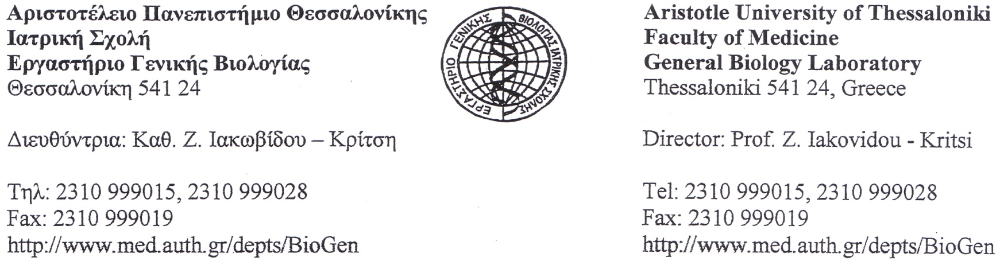 Αριστοτέλειο Πανεπιστήμιο Θεσσαλονίκης
Ιατρική Σχολή
Εργαστήριο Γενικής Βιολογίας
Θεσσαλονίκη 541 24
Διευθύντρια: Καθ. Ζ. Ιακωβίδου – Κρίτση
Τηλ: 2310 999015, 2310 999028
Fax: 2310 999019
http://www.med.auth.gr/depts/BioGen
ΕΡΓΑΣΤΗΡΙΟ ΓΕΝΙΚΗΣ ΒΙΟΛΟΓΙΑΣ ΙΑΤΡΙΚΗΣ ΣΧΟΛΗΣ
Aristotle University of Thessaloniki
Faculty of Medicine
General Biology Laboratory
Thessaloniki 541 24, Greece
Director: Prof. Z. Iakovidou - Kritsi
Tel: 2310 999015, 2310 999028
Fax: 2310 999019
http://www.med.auth.gr/depts/BioGen